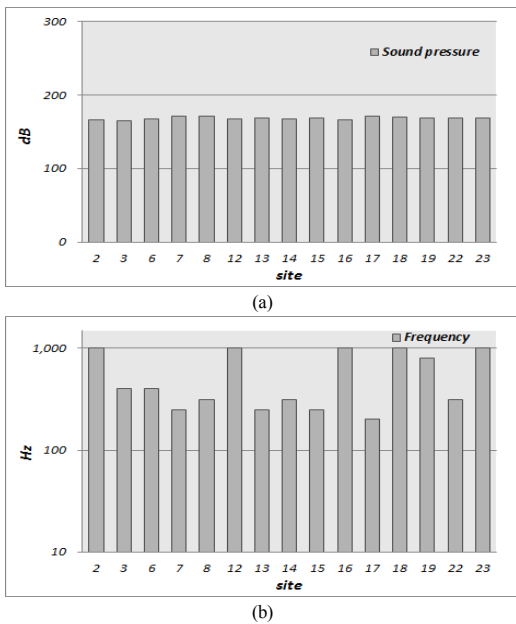 300
Sound pressure
200
dB
100
0
2 3 6 7 8 12 13 14 15 16 17 18 19 22 23
site
(a)
Frequency
1,000
Hz
100
10
2 3 6 7 8 12 13 14 15 16 17 18 19 22 23
site
(b)